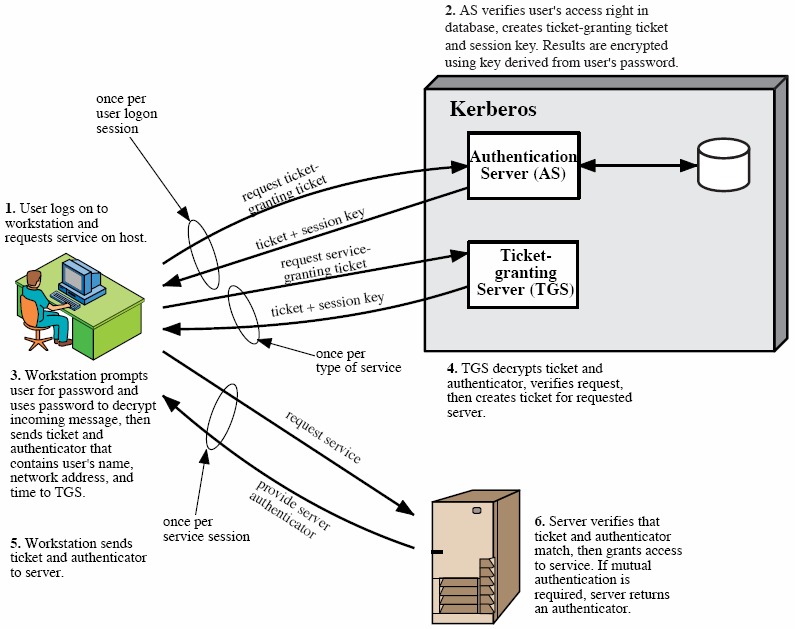 2. AS verifies user's access right in
database, creates ticket-granting ticket
and session key. Results are encrypted
using key derived from user's password.
once per
user logon
session
Kerberos
Authentication
Server (AS)
request ticket-
granting ticket
1. User logs on to
workstation and
requests service on host.
ticket + session key
request service-
granting ticket
Ticket-
granting
Server (TGS)
ticket + session key
once per
type of service
3. Workstation prompts
user for password and
uses password to decrypt
incoming message, then
sends ticket and
authenticator that
contains user's name,
network address, and
time to TGS.
4. TGS decrypts ticket and
authenticator, verifies request,
then creates ticket for requested
server.
request service
provide server
authenticator
once per
service session
5. Workstation sends
ticket and authenticator
to server.
6. Server verifies that
ticket and authenticator
match, then grants access
to service. If mutual
authentication is
required, server returns
an authenticator.